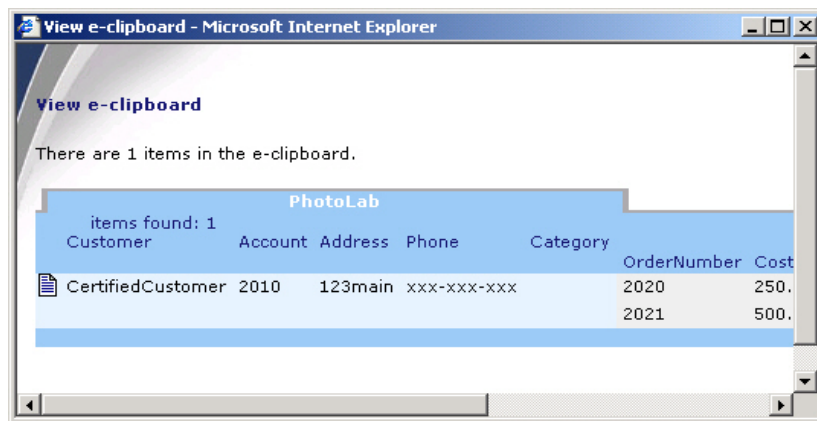 View e-clipboard - Microsoft Internet Explorer
View e-clipboard
There are 1 items in the e-clipboard.
PhotoLab
items found: 1
Customer Account Address Phone Category
OrderNumber Cost
CertifiedCustomer 2010 123main xxx-xxx-xxx 2020 250.
2021 500.